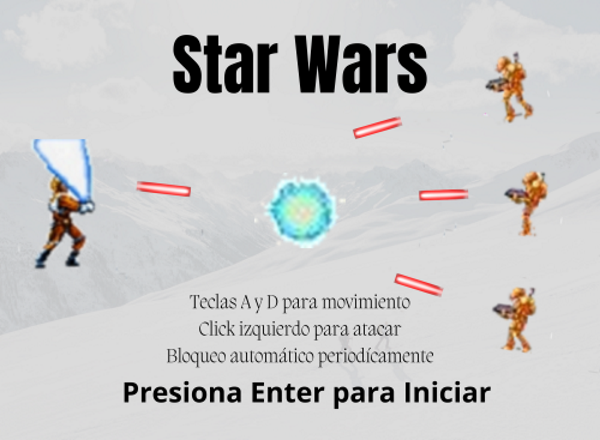 Star Wars
Teclas A y D para movimiento
Click izquierdo para atacar
Bloqueo automático periodícamente
Presiona Enter para Iniciar